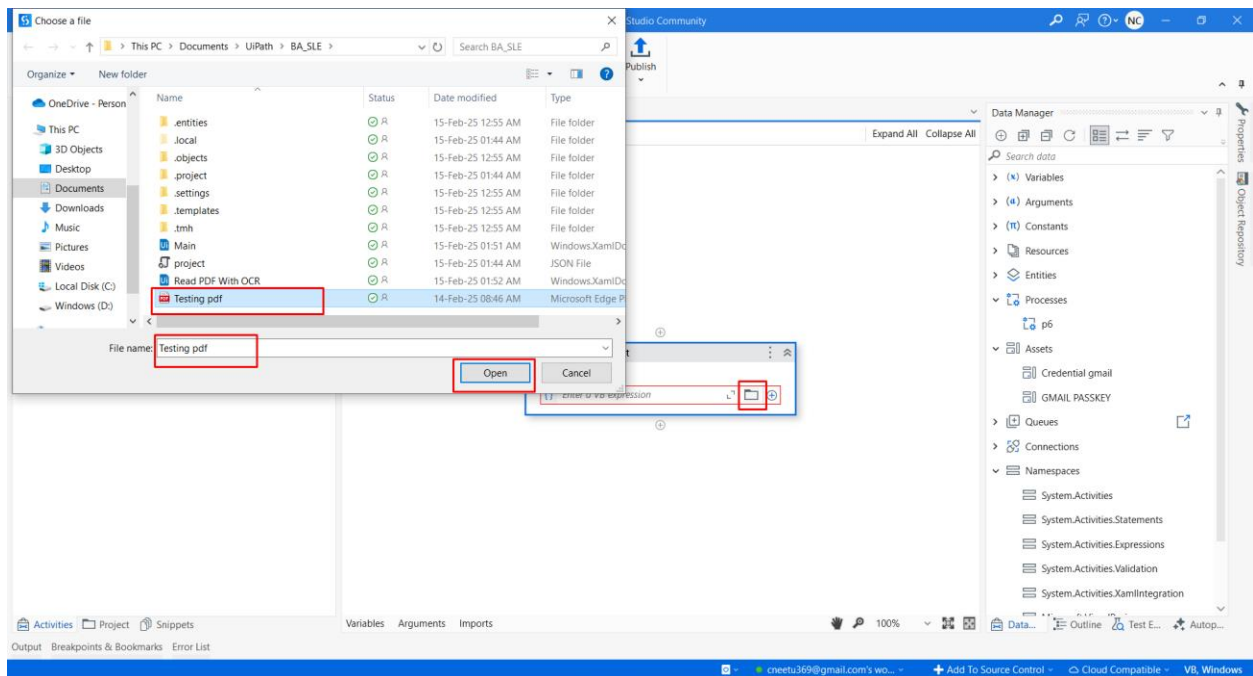 Choose a file
Studio Community
NC
This PC > Documents > UiPath > BA_SLE >
Search BA_SLE
Publish
Organize
New folder
Name Status Date modified Type
OneDrive - Person
This PC
3D Objects
Desktop
Documents
Downloads
Music
Pictures
Videos
Local Disk (C:)
Windows (D:)
.entities 15-Feb-25 12:55 AM File folder
.local 15-Feb-25 01:44 AM File folder
.objects 15-Feb-25 12:55 AM File folder
.project 15-Feb-25 01:44 AM File folder
.settings 15-Feb-25 12:55 AM File folder
.templates 15-Feb-25 12:55 AM File folder
.tmh 15-Feb-25 12:55 AM File folder
Main 15-Feb-25 01:51 AM Windows.XamlDo
project 15-Feb-25 01:44 AM JSON File
Read PDF With OCR 15-Feb-25 01:52 AM Windows.XamlDo
Testing pdf 14-Feb-25 08:46 AM Microsoft Edge P
File name: Testing pdf
Open Cancel
Expand All Collapse All
Enter a VB expression
Data Manager
Search data
(x) Variables
Arguments
(π) Constants
Resources
Entities
Processes
p6
Assets
Credential gmail
GMAIL PASSKEY
Queues
Connections
Namespaces
System.Activities
System.Activities.Statements
System.Activities.Expressions
System.Activities.Validation
System.Activities.XamlIntegration
Properties
Object Repository
Activities Project Snippets
Variables Arguments Imports
100%
Data... Outline Test E... Autop...
Output Breakpoints & Bookmarks Error List
cneetu369@gmail.com's wo... Add To Source Control Cloud Compatible VB, Windows